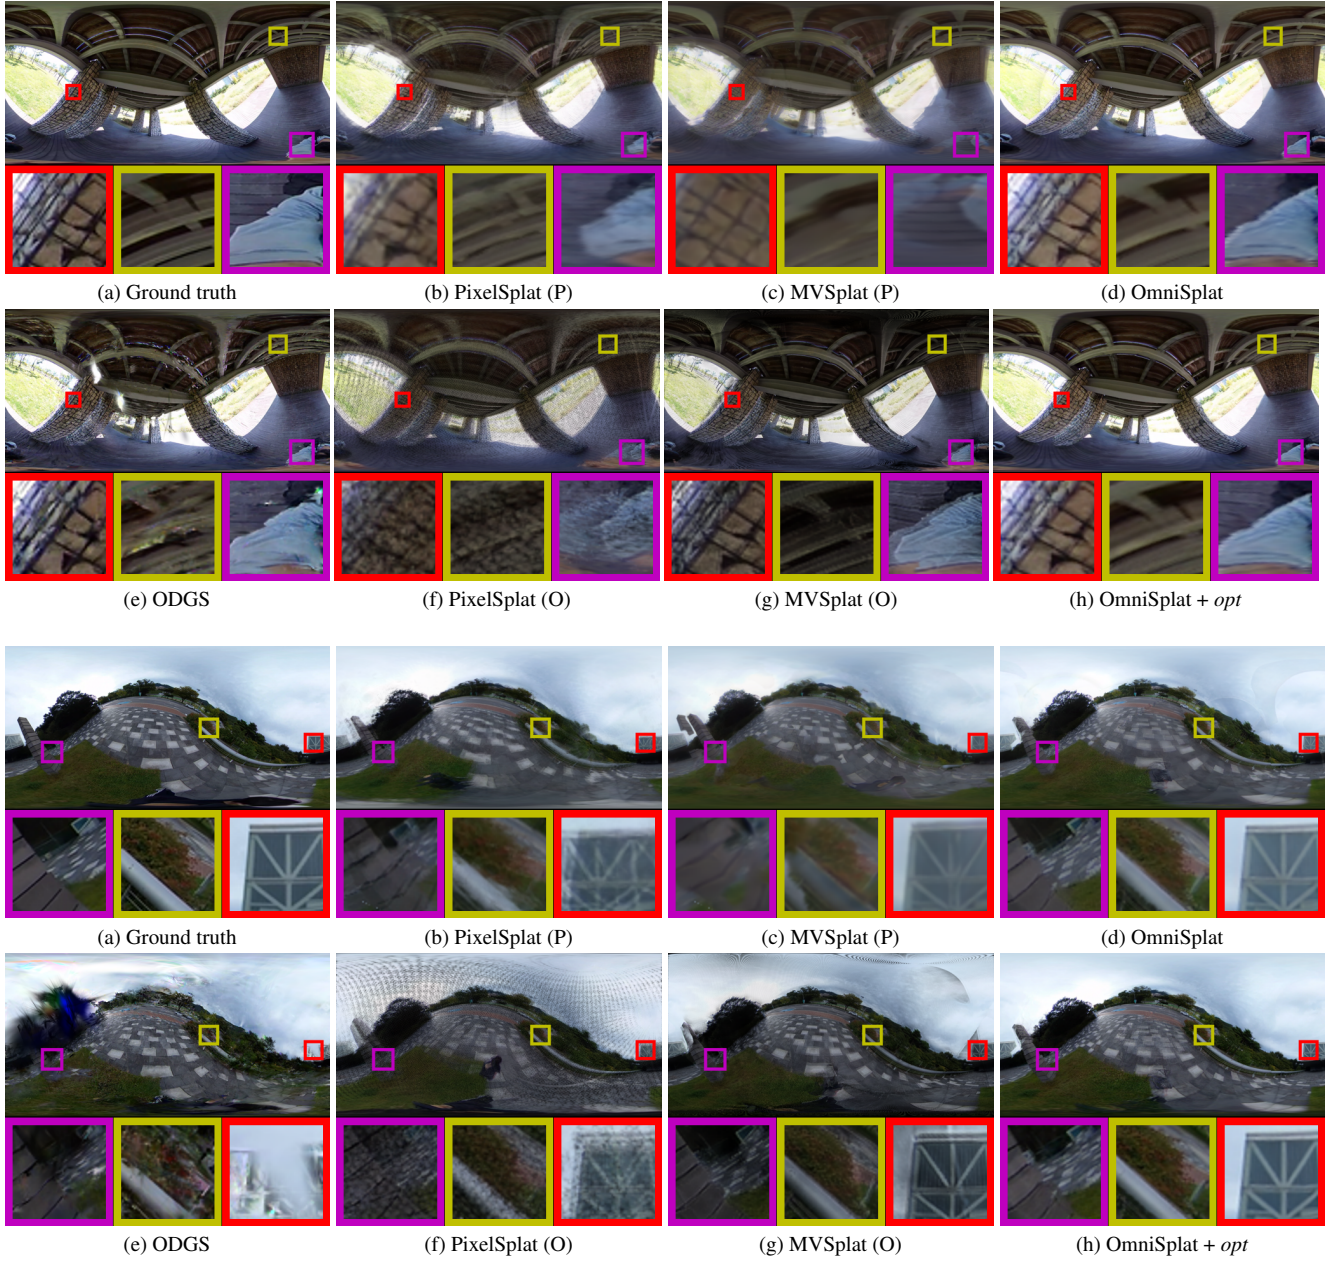 (a) Ground truth
(b) PixelSplat (P)
(c) MVSplat (P)
(d) OmniSplat
(e) ODGS
(f) PixelSplat (O)
(g) MVSplat (O)
(h) OmniSplat + opt
(a) Ground truth
(b) PixelSplat (P)
(c) MVSplat (P)
(d) OmniSplat
(e) ODGS
(f) PixelSplat (O)
(g) MVSplat (O)
(h) OmniSplat + opt